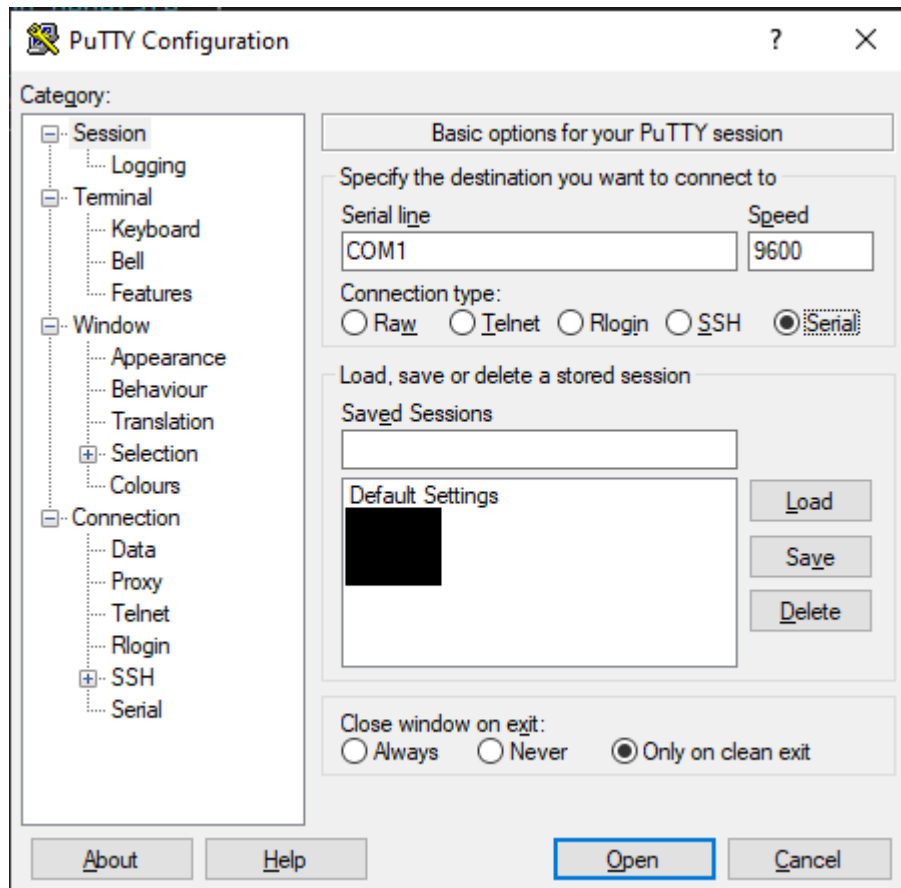 PuTTY Configuration
?
Category:
Session
Logging
Terminal
Keyboard
Bell
Features
Window
Appearance
Behaviour
Translation
Selection
Colours
Connection
Data
Proxy
Telnet
Rlogin
SSH
Serial
Basic options for your PuTTY session
Specify the destination you want to connect to
Serial line Speed
COM1 9600
Connection type:
Raw Telnet Rlogin SSH Serial
Load, save or delete a stored session
Saved Sessions
Default Settings
Load
Save
Delete
Close window on exit:
Always Never Only on clean exit
About Help Open Cancel